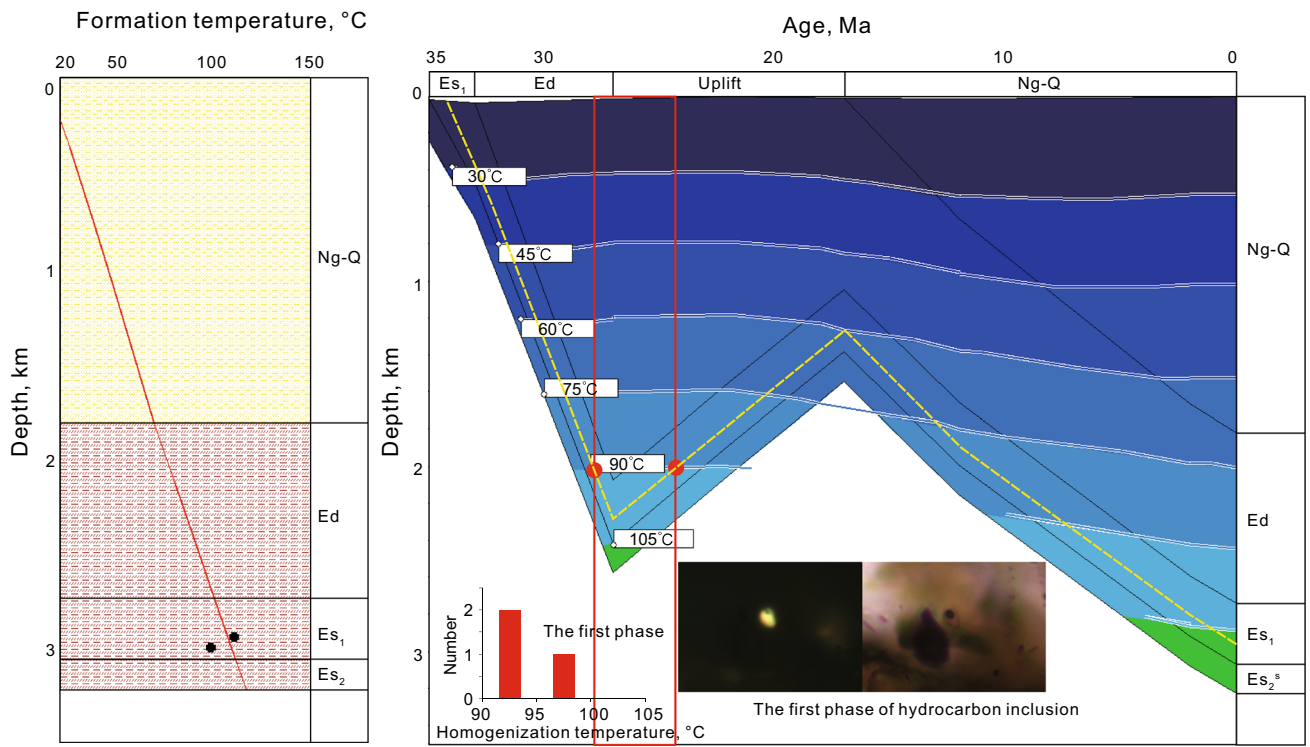 Formation temperature, °C
20 50 100 150
0
1
2
3
Depth, km
Ng-Q
Ed
Es1
Es2
Age, Ma
35 30 20 10 0
Es1 Ed Uplift Ng-Q
0
1
2
3
Depth, km
30°C
45°C
60°C
75°C
90°C
105°C
Ng-Q
Ed
Es1
Es2s
2
1
0
Number
The first phase
90 95 100 105
Homogenization temperature, °C
The first phase of hydrocarbon inclusion